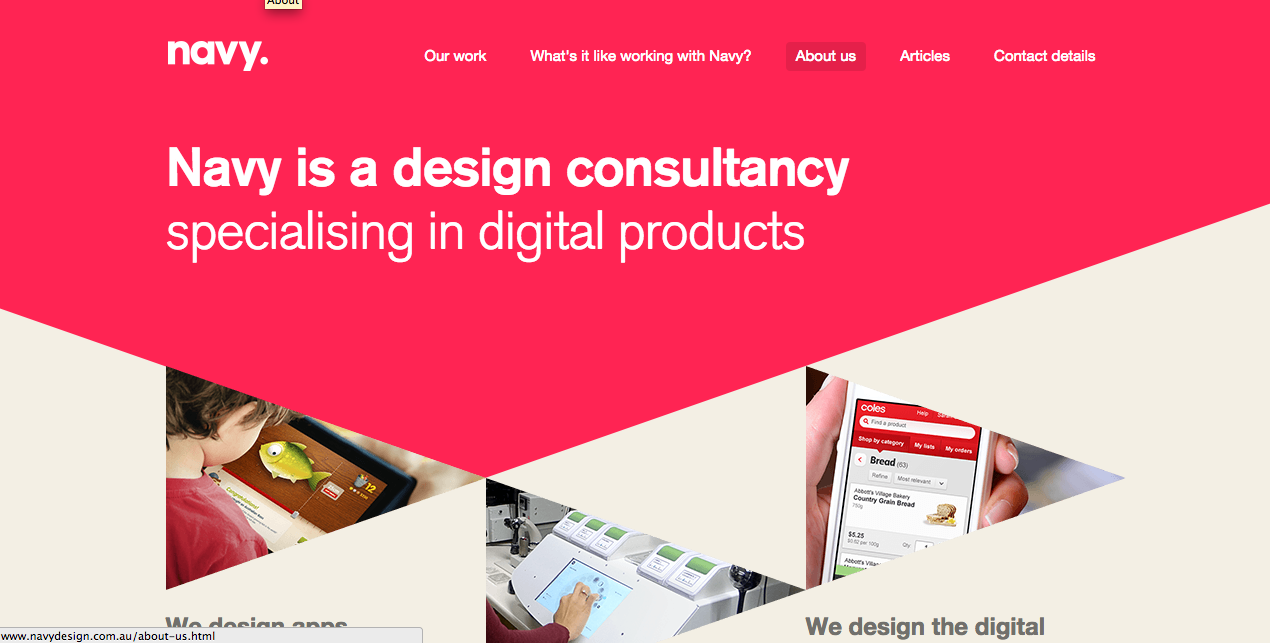 About
navy.
Our work
What's it like working with Navy?
About us
Articles
Contact details
Navy is a design consultancy
specialising in digital products
Congratulations!
12
coles
Help
Find a product
Shop by category
My lists
My orders
Bread (63)
Refine
Most relevant
Abbott's Village Bakery
Country Grain Bread
750g
$5.25
$0.62 per 100g
Qty
Abbott's Villa
We design apps
We design the digital
www.navydesign.com.au/about-us.html